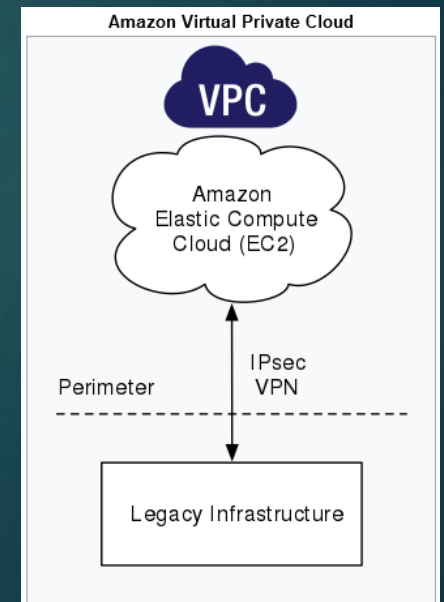 Amazon Virtual Private Cloud
VPC
Amazon
Elastic Compute
Cloud (EC2)
IPsec
VPN
Perimeter
Legacy Infrastructure